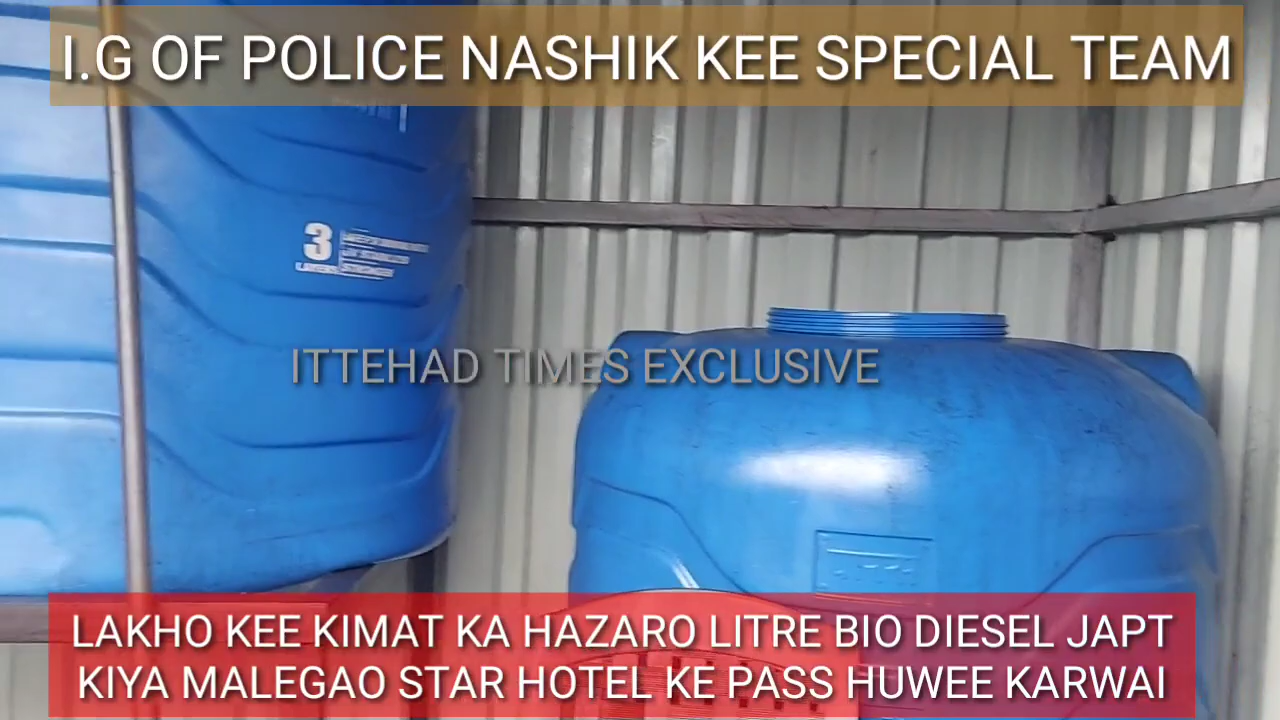 I.G OF POLICE NASHIK KEE SPECIAL TEAM
3
ITTEHAD TIMES EXCLUSIVE
LAKHO KEE KIMAT KA HAZARO LITRE BIO DIESEL JAPT
KIYA MALEGAO STAR HOTEL KE PASS HUWEE KARWAI